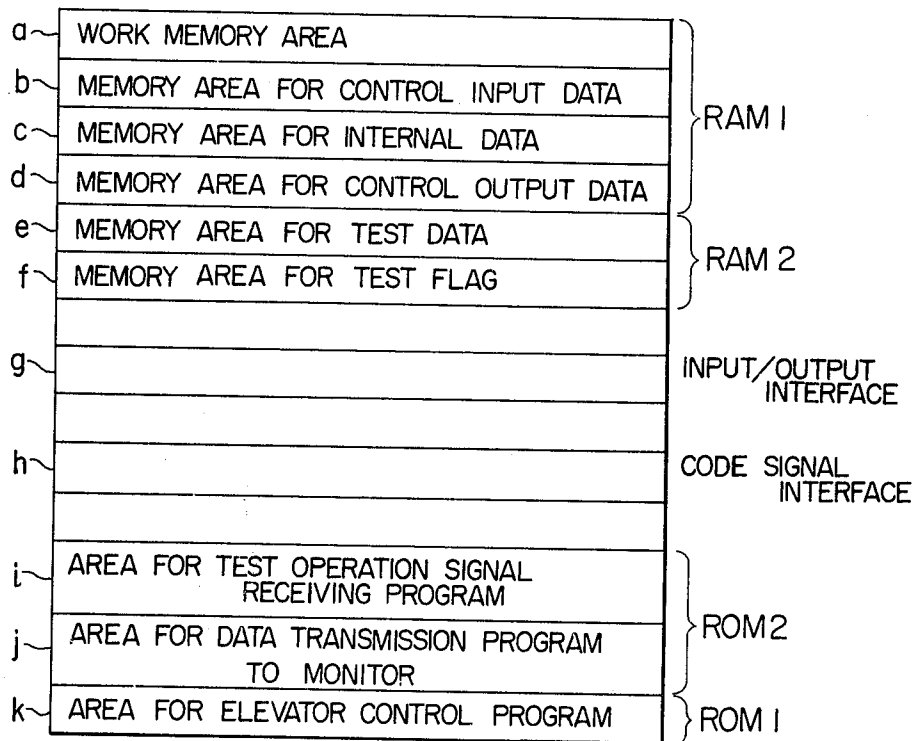 a WORK MEMORY AREA
b MEMORY AREA FOR CONTROL INPUT DATA
RAM 1
c MEMORY AREA FOR INTERNAL DATA
d MEMORY AREA FOR CONTROL OUTPUT DATA
e MEMORY AREA FOR TEST DATA
RAM 2
f MEMORY AREA FOR TEST FLAG
g INPUT/OUTPUT
INTERFACE
h CODE SIGNAL
INTERFACE
i AREA FOR TEST OPERATION SIGNAL
RECEIVING PROGRAM
ROM 2
j AREA FOR DATA TRANSMISSION PROGRAM
TO MONITOR
k AREA FOR ELEVATOR CONTROL PROGRAM
ROM 1